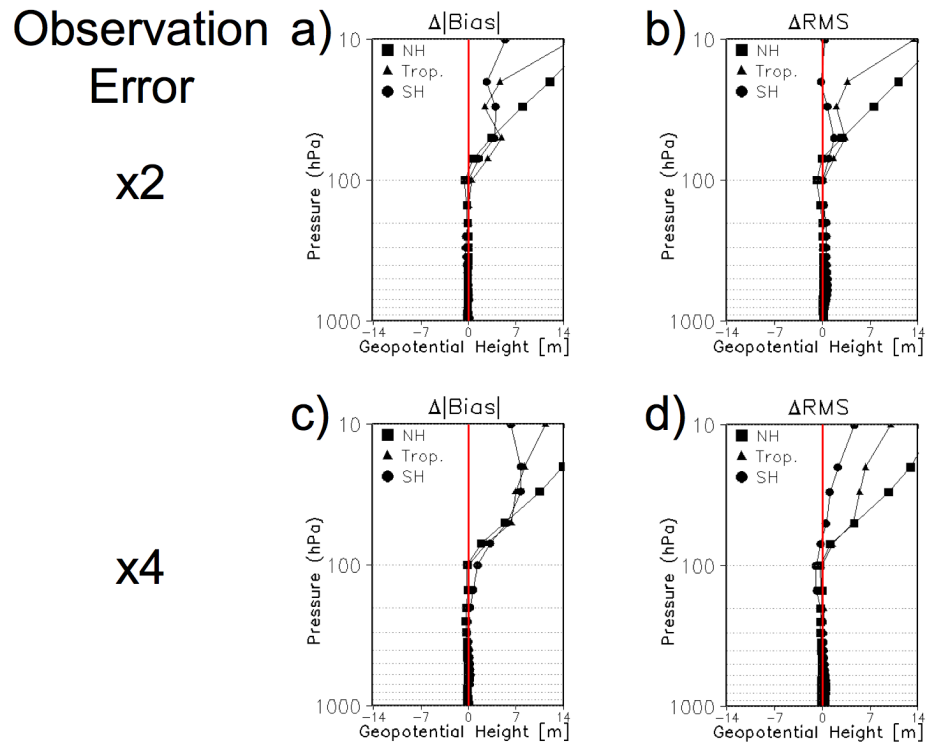 Observation
Error
x2
x4
a)
Δ|Bias|
10
100
1000
Pressure (hPa)
NH
Trop.
SH
-14 -7 0 7 14
Geopotential Height [m]
b)
ΔRMS
10
100
1000
Pressure (hPa)
NH
Trop.
SH
-14 -7 0 7 14
Geopotential Height [m]
c)
Δ|Bias|
10
100
1000
Pressure (hPa)
NH
Trop.
SH
-14 -7 0 7 14
Geopotential Height [m]
d)
ΔRMS
10
100
1000
Pressure (hPa)
NH
Trop.
SH
-14 -7 0 7 14
Geopotential Height [m]